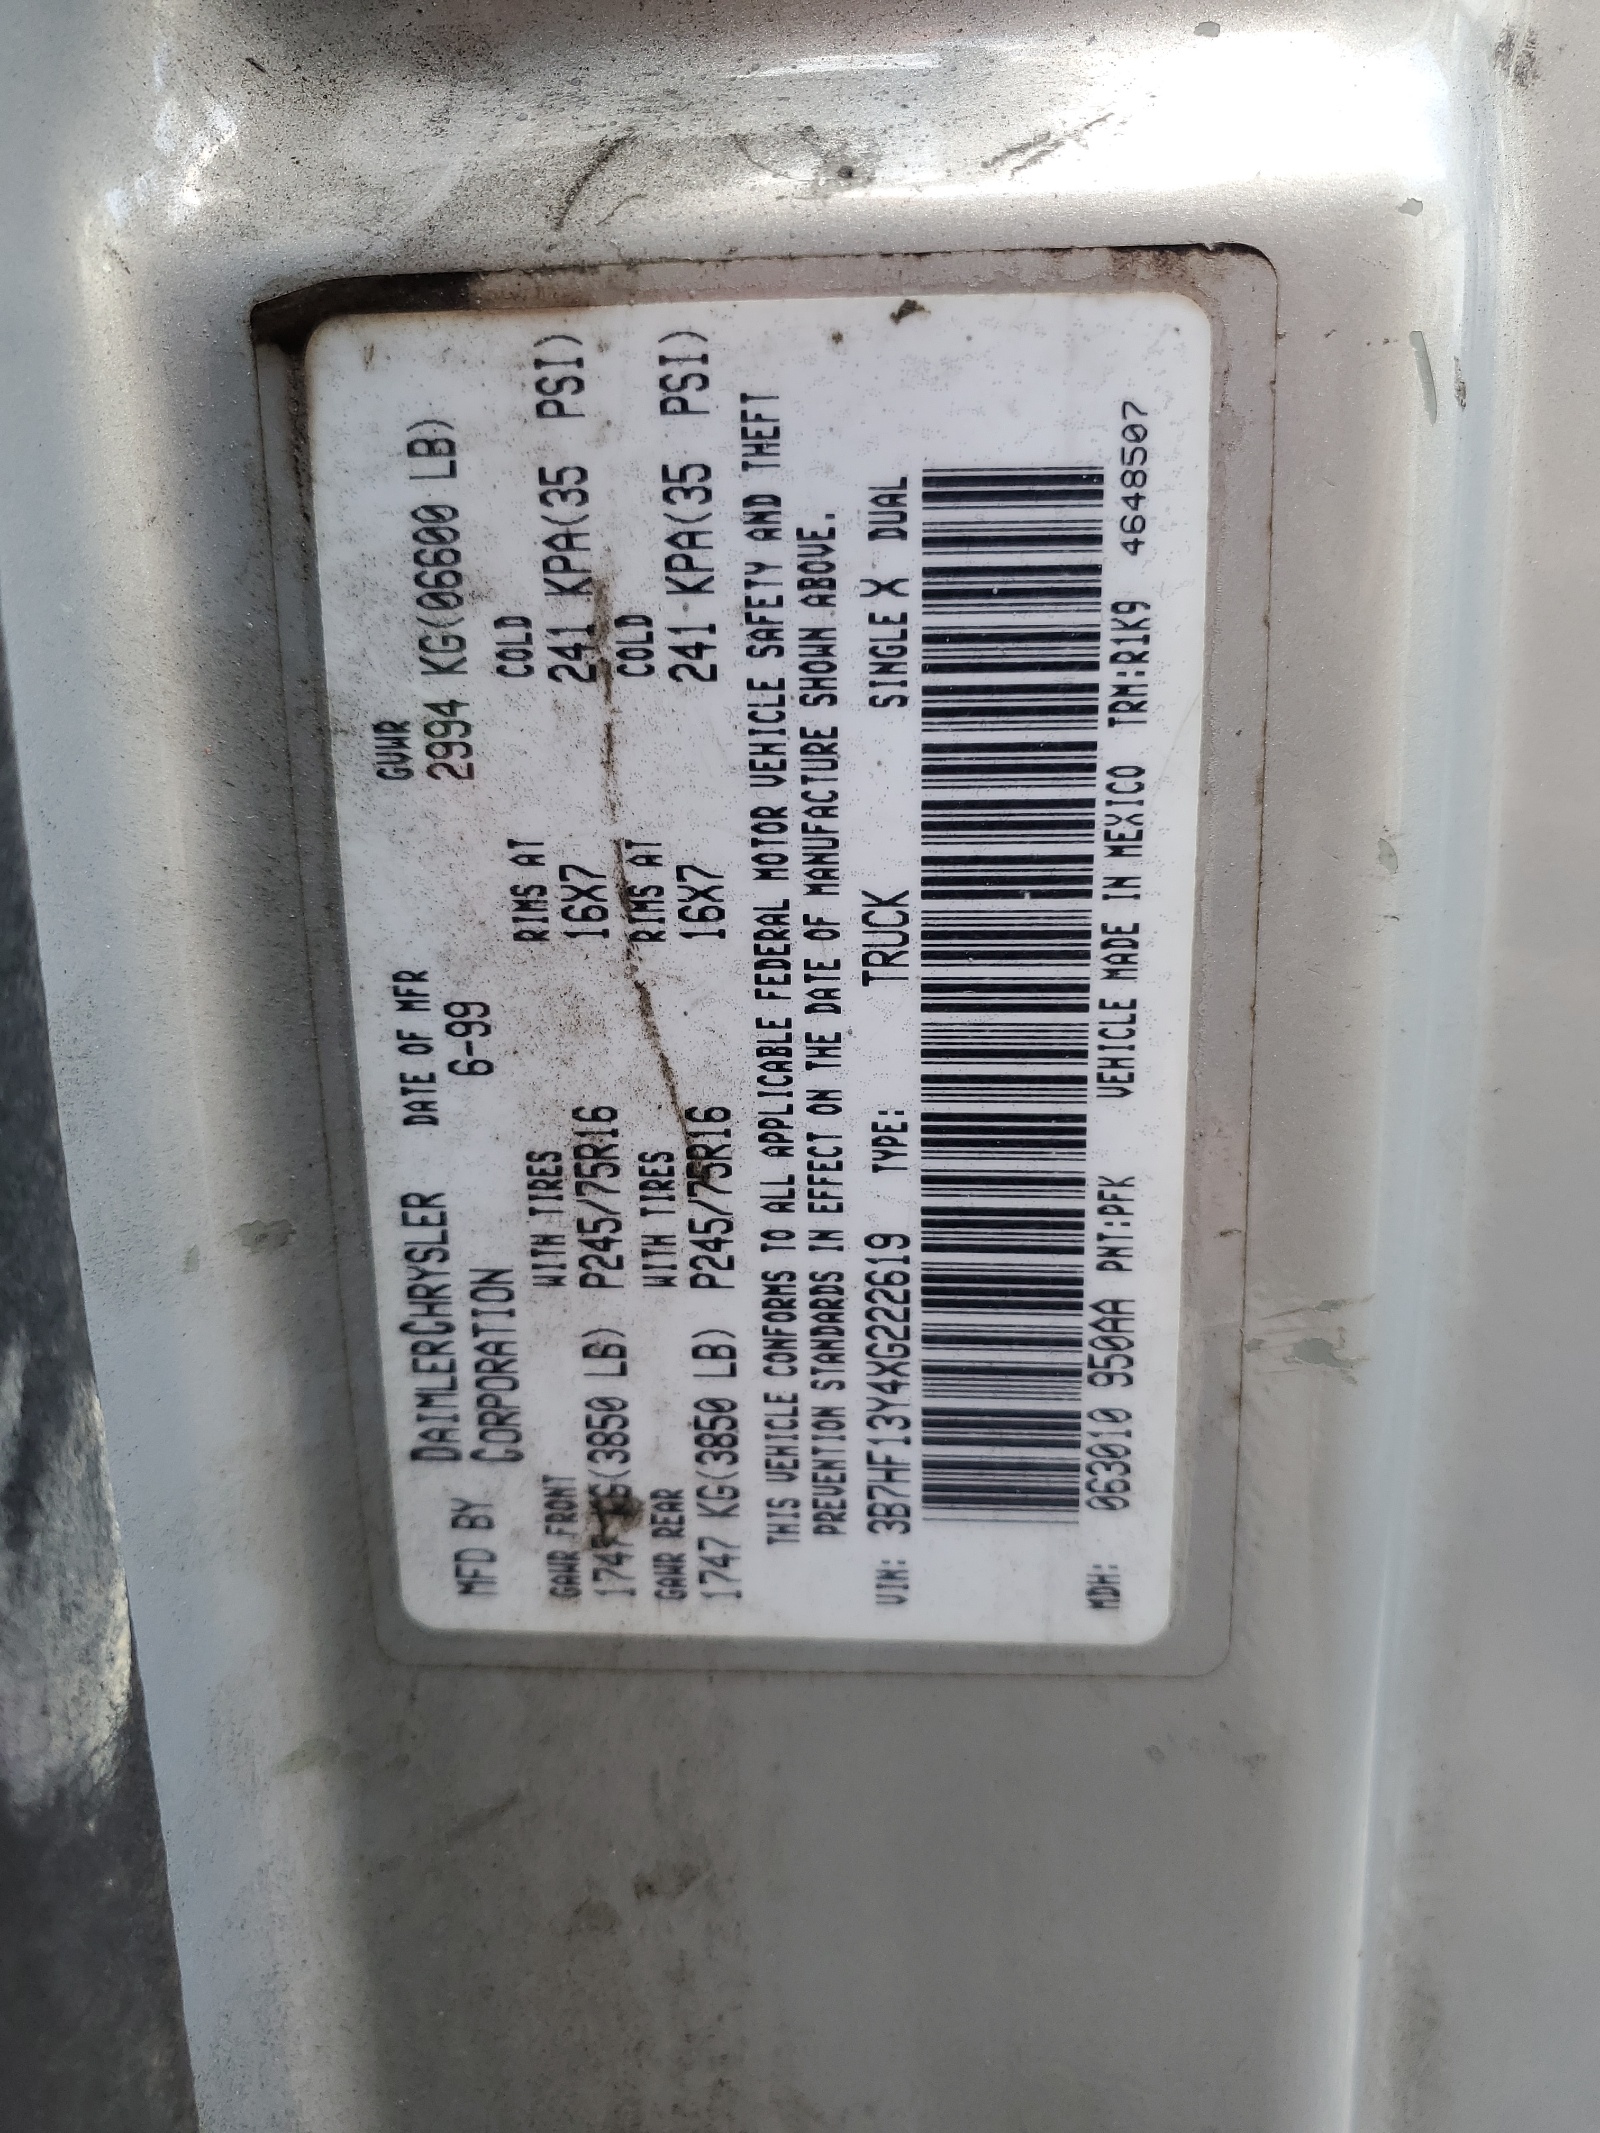 MFD BY DAIMLERCHRYSLER CORPORATION DATE OF MFR 6-99 GVWR 2994 KG(06600 LB)
GAWR FRONT WITH TIRES RIMS AT COLD
1747 KG(3850 LB) P245/75R16 16X7 241 KPA(35 PSI)
GAWR REAR WITH TIRES RIMS AT COLD
1747 KG(3850 LB) P245/75R16 16X7 241 KPA(35 PSI)
THIS VEHICLE CONFORMS TO ALL APPLICABLE FEDERAL MOTOR VEHICLE SAFETY AND THEFT
PREVENTION STANDARDS IN EFFECT ON THE DATE OF MANUFACTURE SHOWN ABOVE.
VIN: 3B7HF13Y4XG222619 TYPE: TRUCK SINGLE X DUAL
MDH: 063010 950AA PNT:PFK VEHICLE MADE IN MEXICO TRM:R1K9 4648507